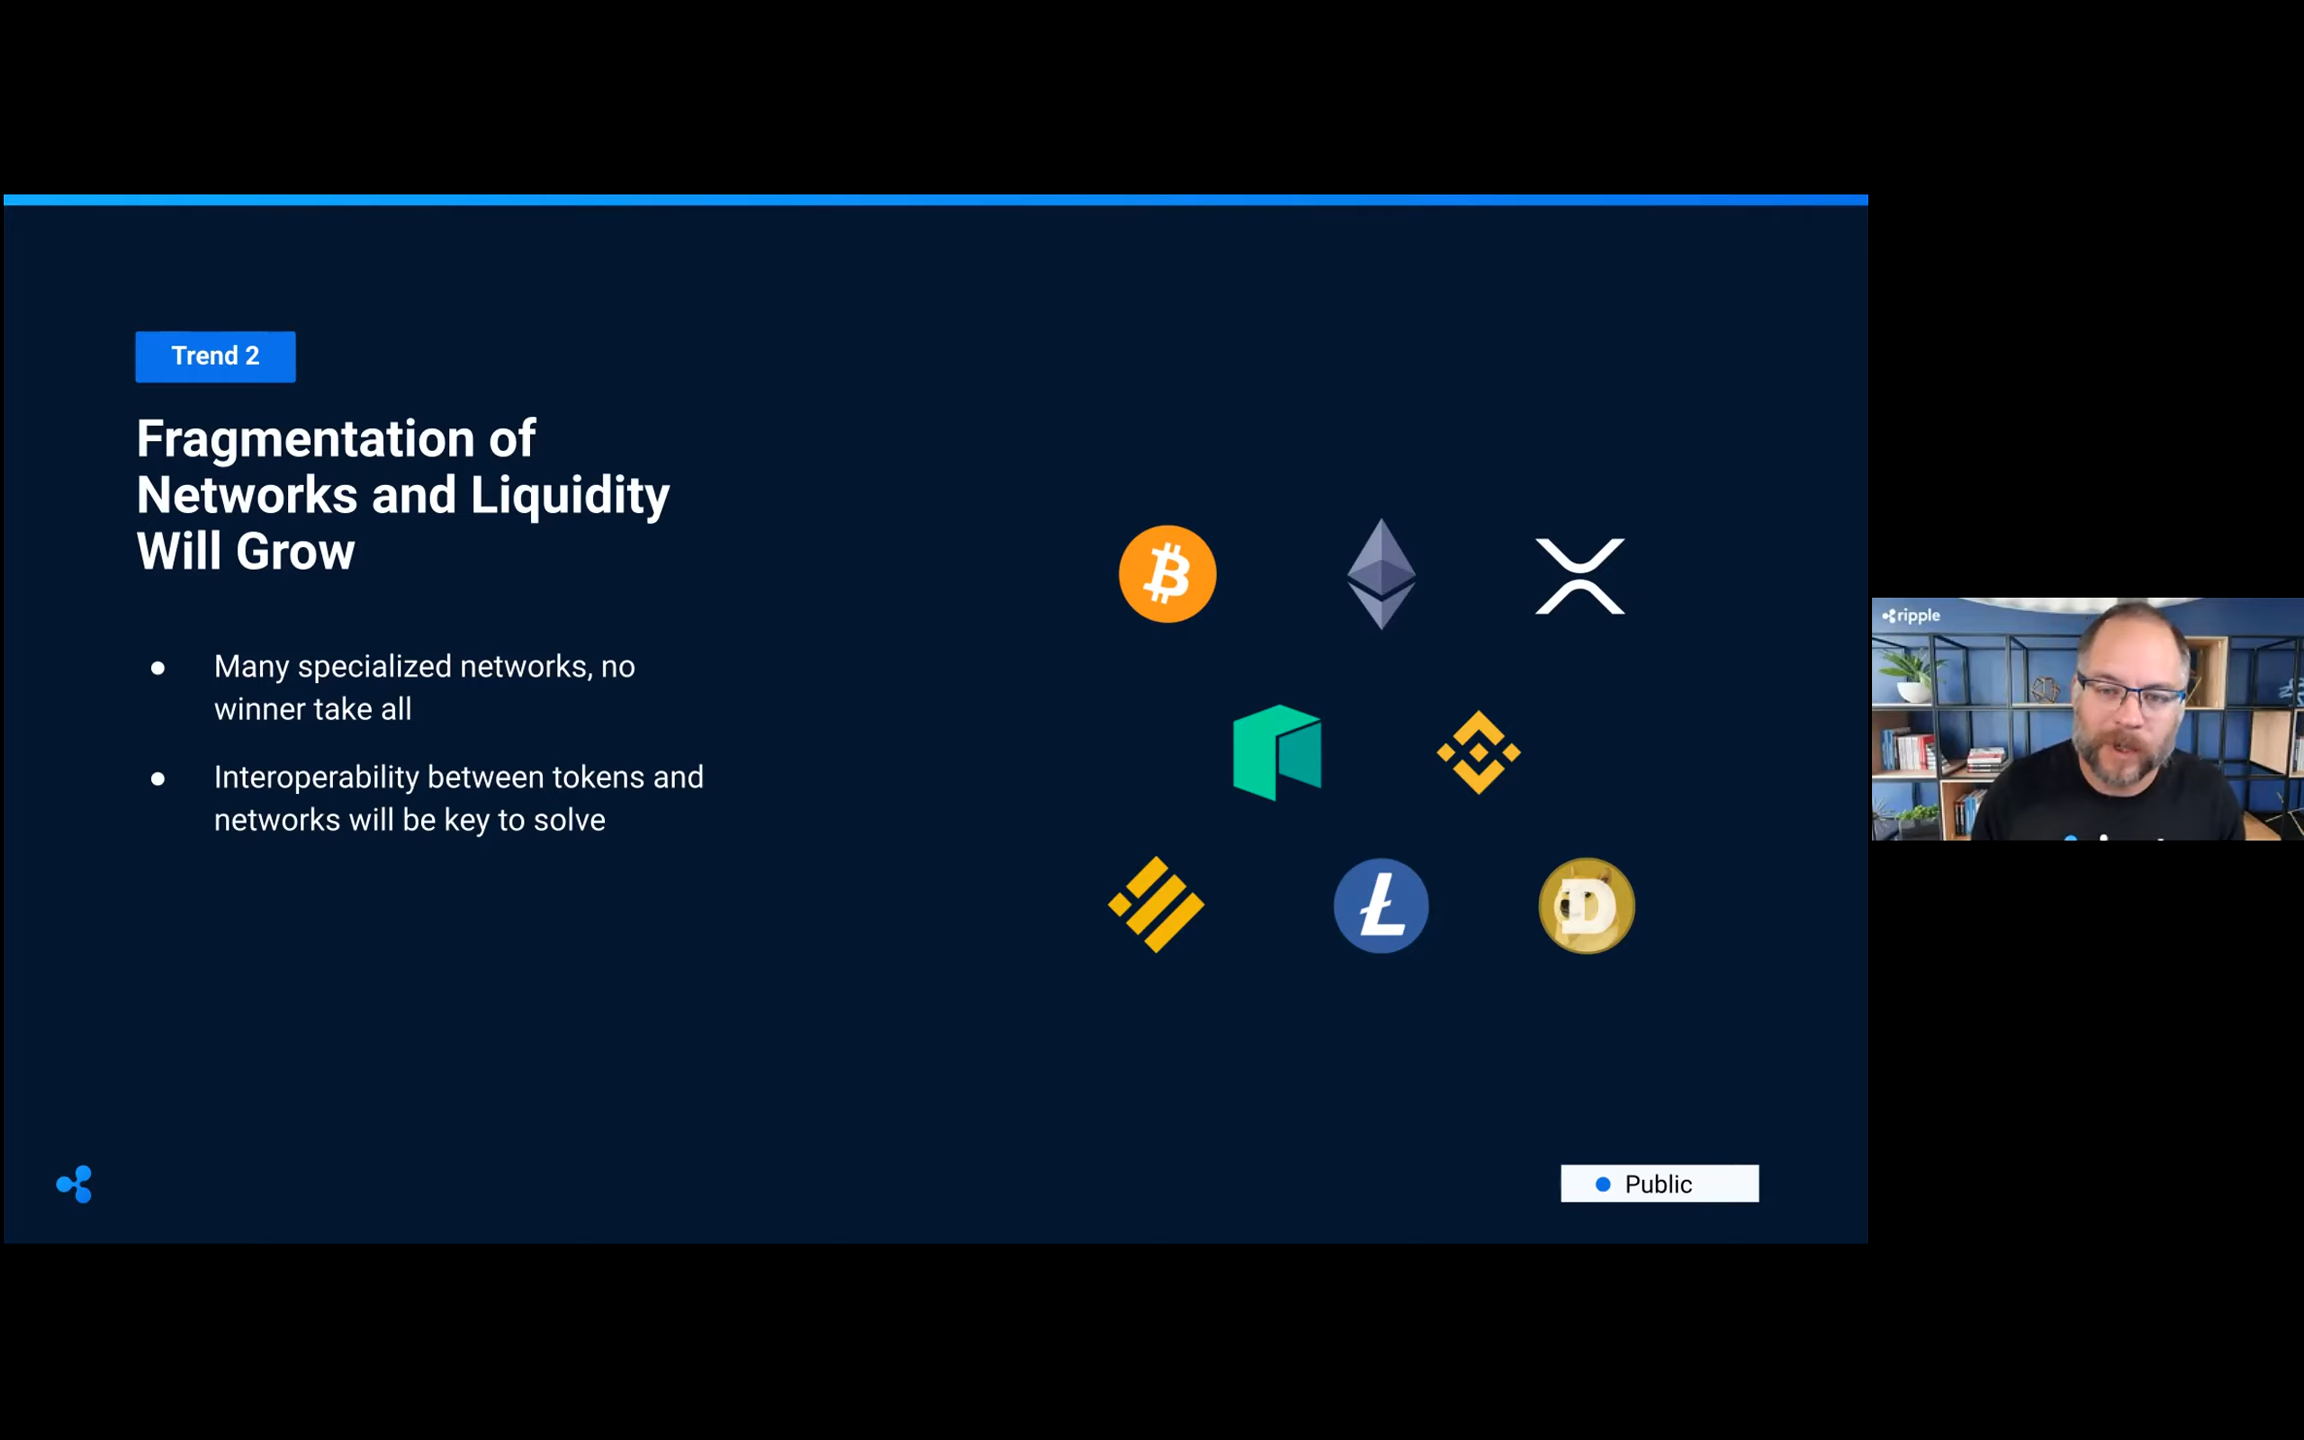 Trend 2
Fragmentation of
Networks and Liquidity
Will Grow
Many specialized networks, no
winner take all
Interoperability between tokens and
networks will be key to solve
Public
ripple